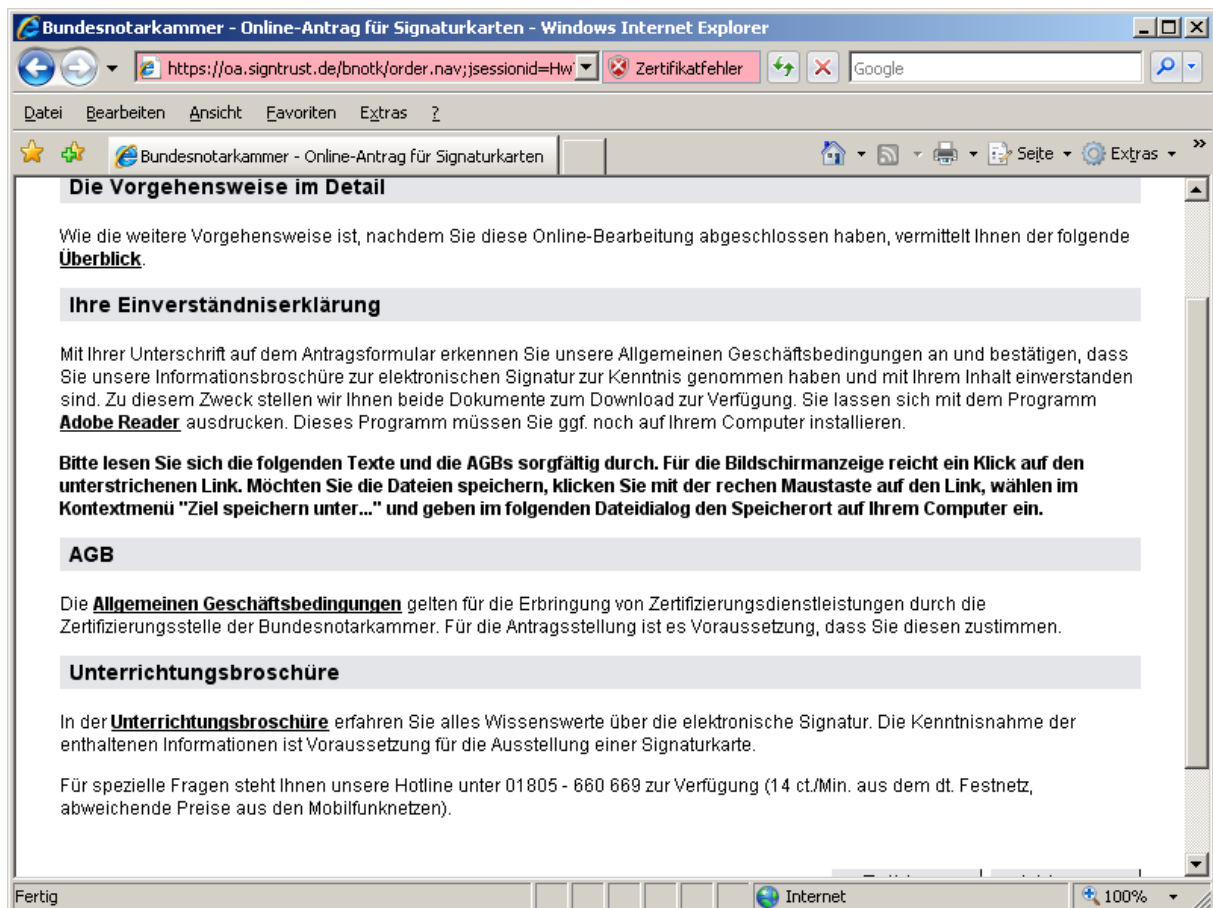 Bundesnotarkammer - Online-Antrag für Signaturkarten - Windows Internet Explorer
https://oa.signtrust.de/bnotk/order.nav;jsessionid=Hw Zertifikatfehler Google
Datei Bearbeiten Ansicht Favoriten Extras ?
Bundesnotarkammer - Online-Antrag für Signaturkarten Seite Extras »
Die Vorgehensweise im Detail
Wie die weitere Vorgehensweise ist, nachdem Sie diese Online-Bearbeitung abgeschlossen haben, vermittelt Ihnen der folgende
Überblick.
Ihre Einverständniserklärung
Mit Ihrer Unterschrift auf dem Antragsformular erkennen Sie unsere Allgemeinen Geschäftsbedingungen an und bestätigen, dass
Sie unsere Informationsbroschüre zur elektronischen Signatur zur Kenntnis genommen haben und mit Ihrem Inhalt einverstanden
sind. Zu diesem Zweck stellen wir Ihnen beide Dokumente zum Download zur Verfügung. Sie lassen sich mit dem Programm
Adobe Reader ausdrucken. Dieses Programm müssen Sie ggf. noch auf Ihrem Computer installieren.
Bitte lesen Sie sich die folgenden Texte und die AGBs sorgfältig durch. Für die Bildschirmanzeige reicht ein Klick auf den
unterstrichenen Link. Möchten Sie die Dateien speichern, klicken Sie mit der rechen Maustaste auf den Link, wählen im
Kontextmenü "Ziel speichern unter..." und geben im folgenden Dateidialog den Speicherort auf Ihrem Computer ein.
AGB
Die Allgemeinen Geschäftsbedingungen gelten für die Erbringung von Zertifizierungsdienstleistungen durch die
Zertifizierungsstelle der Bundesnotarkammer. Für die Antragsstellung ist es Voraussetzung, dass Sie diesen zustimmen.
Unterrichtungsbroschüre
In der Unterrichtungsbroschüre erfahren Sie alles Wissenswerte über die elektronische Signatur. Die Kenntnisnahme der
enthaltenen Informationen ist Voraussetzung für die Ausstellung einer Signaturkarte.
Für spezielle Fragen steht Ihnen unsere Hotline unter 01805 - 660 669 zur Verfügung (14 ct./Min. aus dem dt. Festnetz,
abweichende Preise aus den Mobilfunknetzen).
Fertig Internet 100%